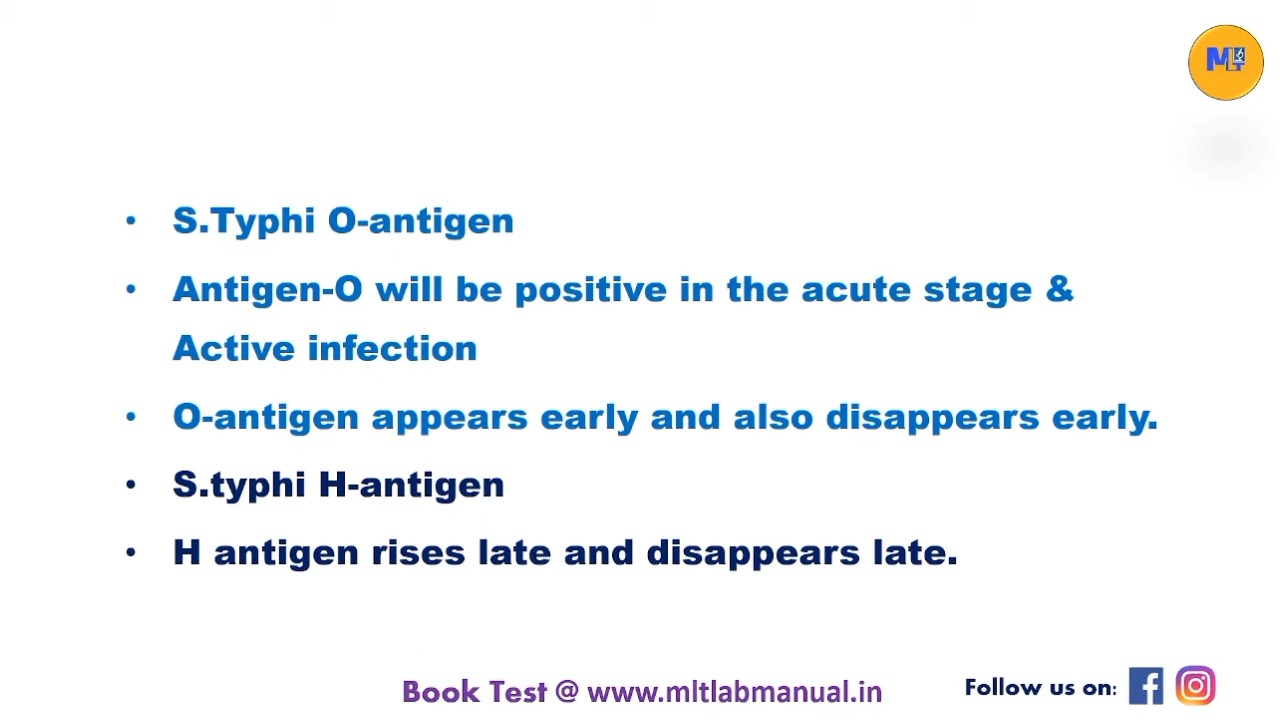 MLT
• S.Typhi O-antigen
• Antigen-O will be positive in the acute stage &
Active infection
• O-antigen appears early and also disappears early.
• S.typhi H-antigen
• H antigen rises late and disappears late.
Book Test @ www.mltlabmanual.in
Follow us on: